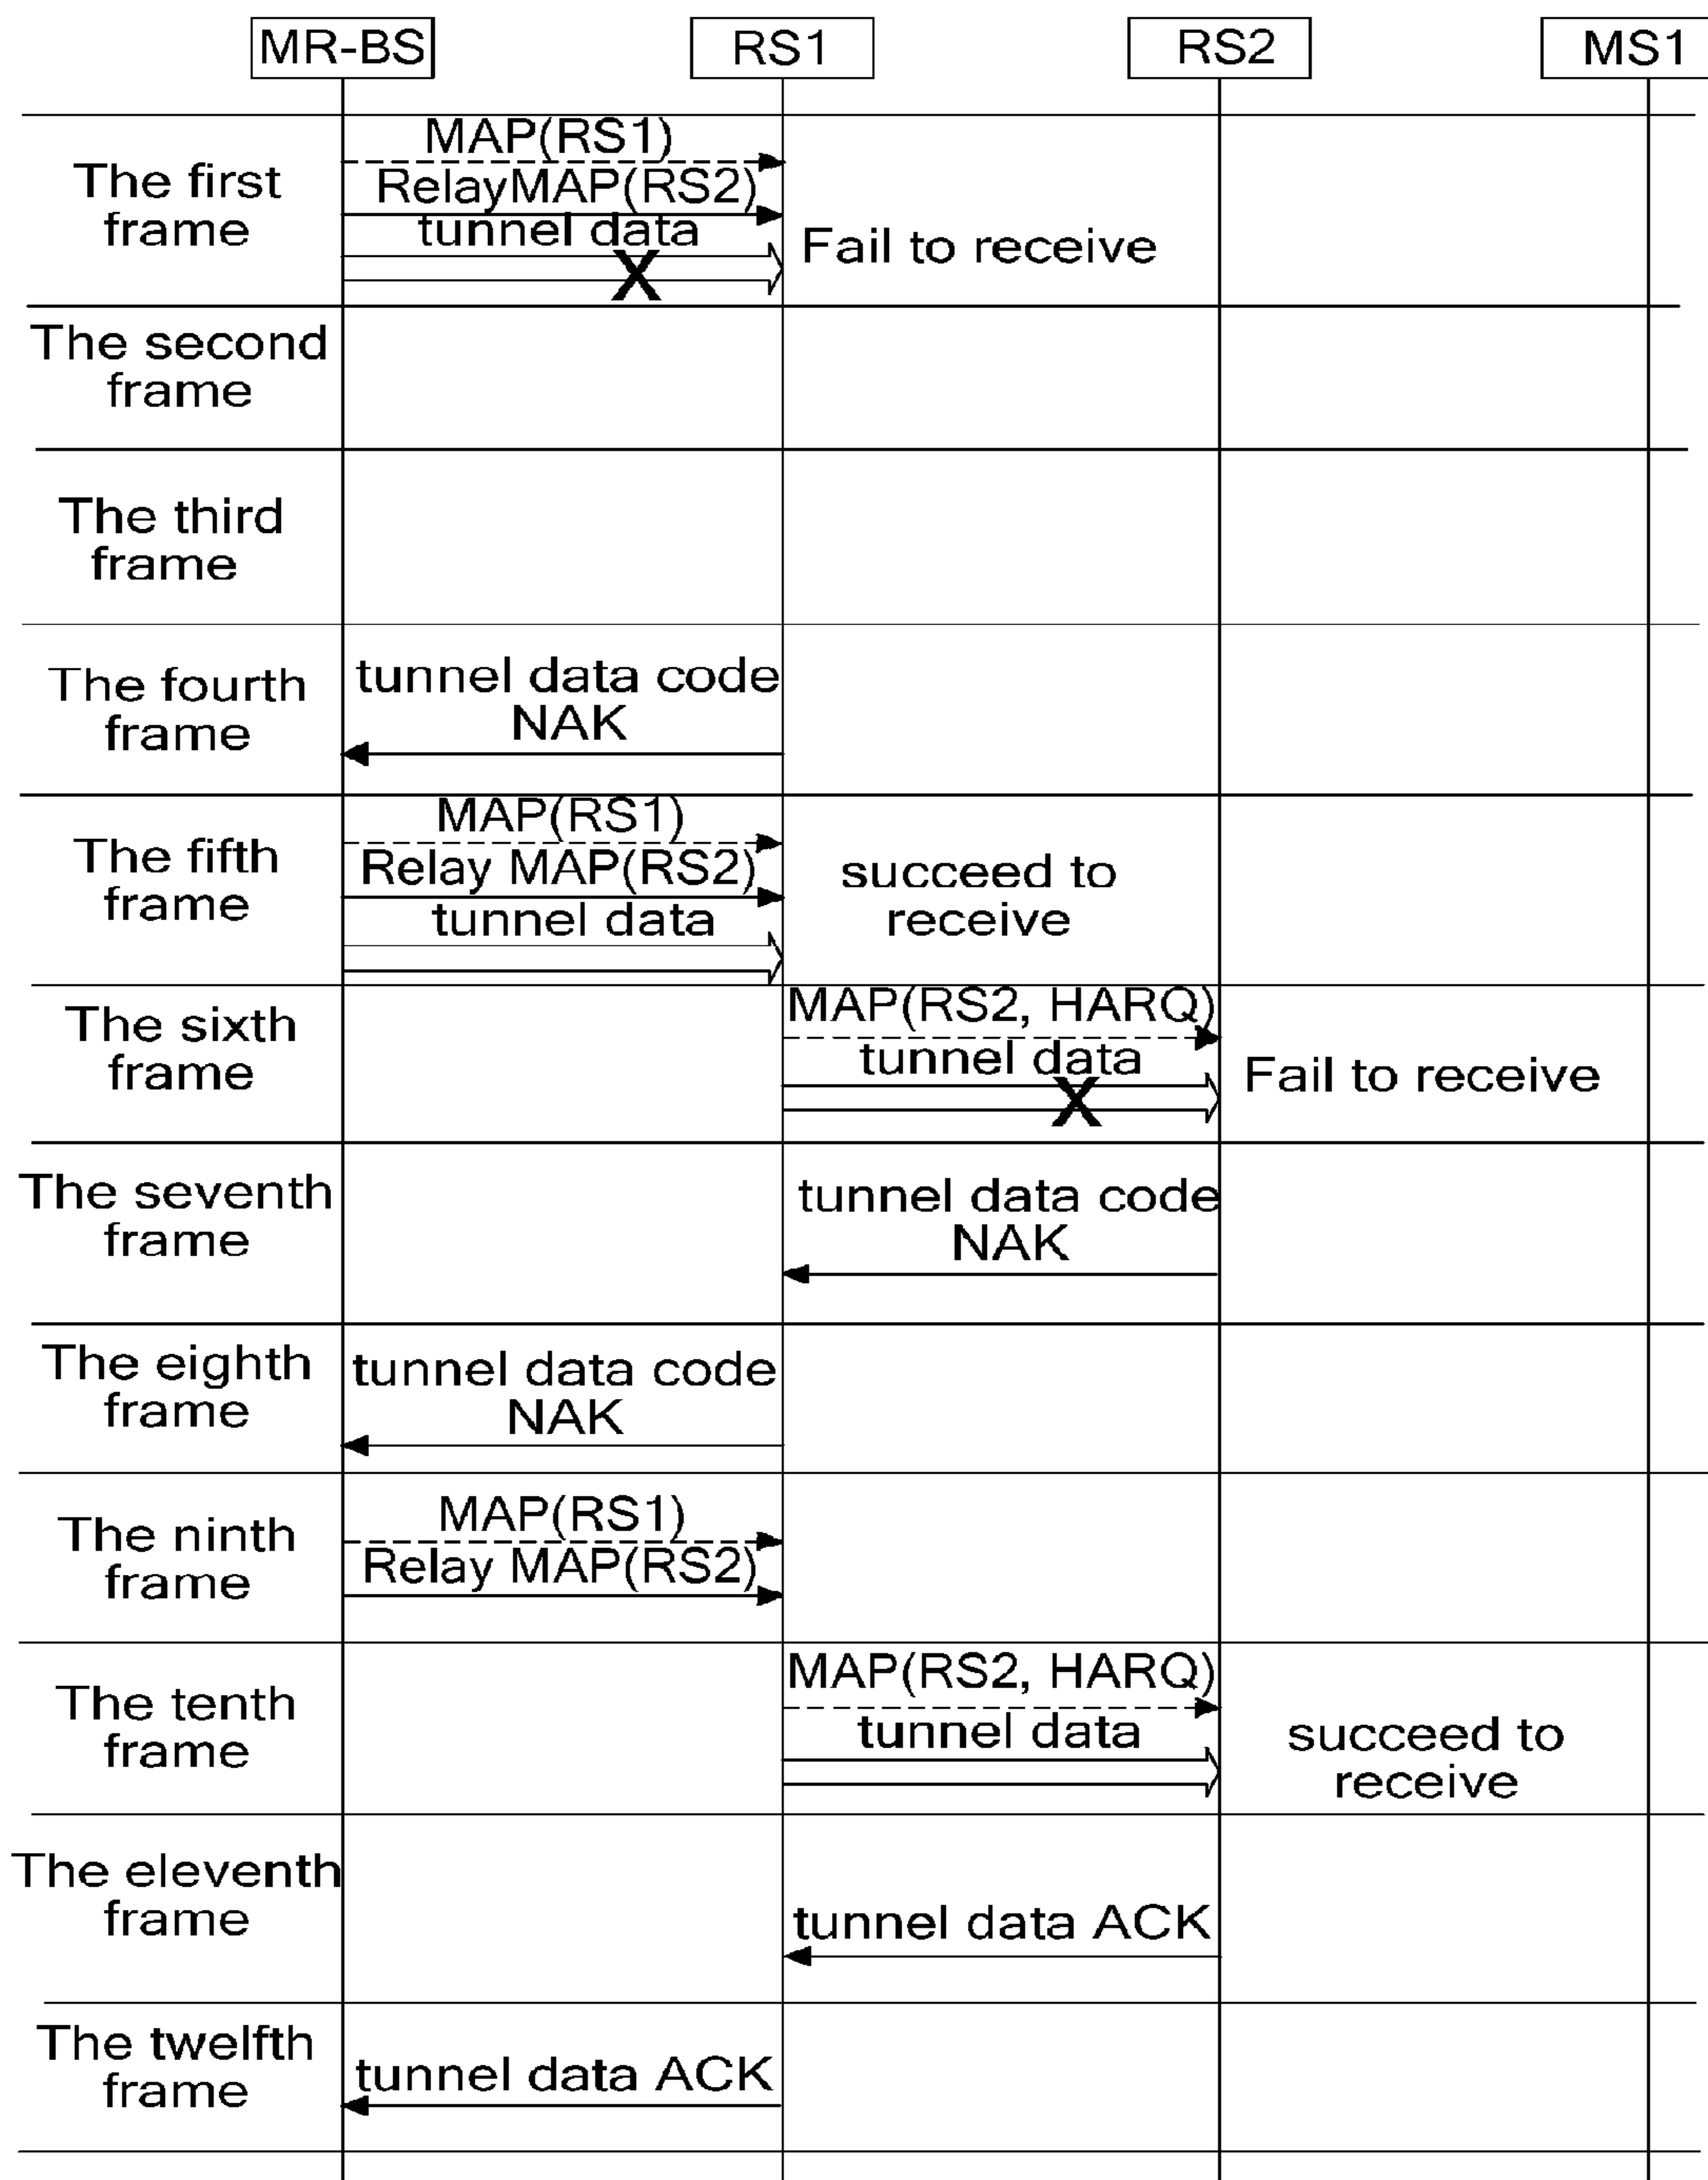 MR-BS RS1 RS2 MS1
The first
frame
MAP(RS1)
RelayMAP(RS2)
tunnel data
X
Fail to receive
The second
frame
The third
frame
The fourth
frame
tunnel data code
NAK
The fifth
frame
MAP(RS1)
Relay MAP(RS2)
tunnel data
succeed to
receive
The sixth
frame
MAP(RS2, HARQ)
tunnel data
X
Fail to receive
The seventh
frame
tunnel data code
NAK
The eighth
frame
tunnel data code
NAK
The ninth
frame
MAP(RS1)
Relay MAP(RS2)
The tenth
frame
MAP(RS2, HARQ)
tunnel data
succeed to
receive
The eleventh
frame
tunnel data ACK
The twelfth
frame
tunnel data ACK